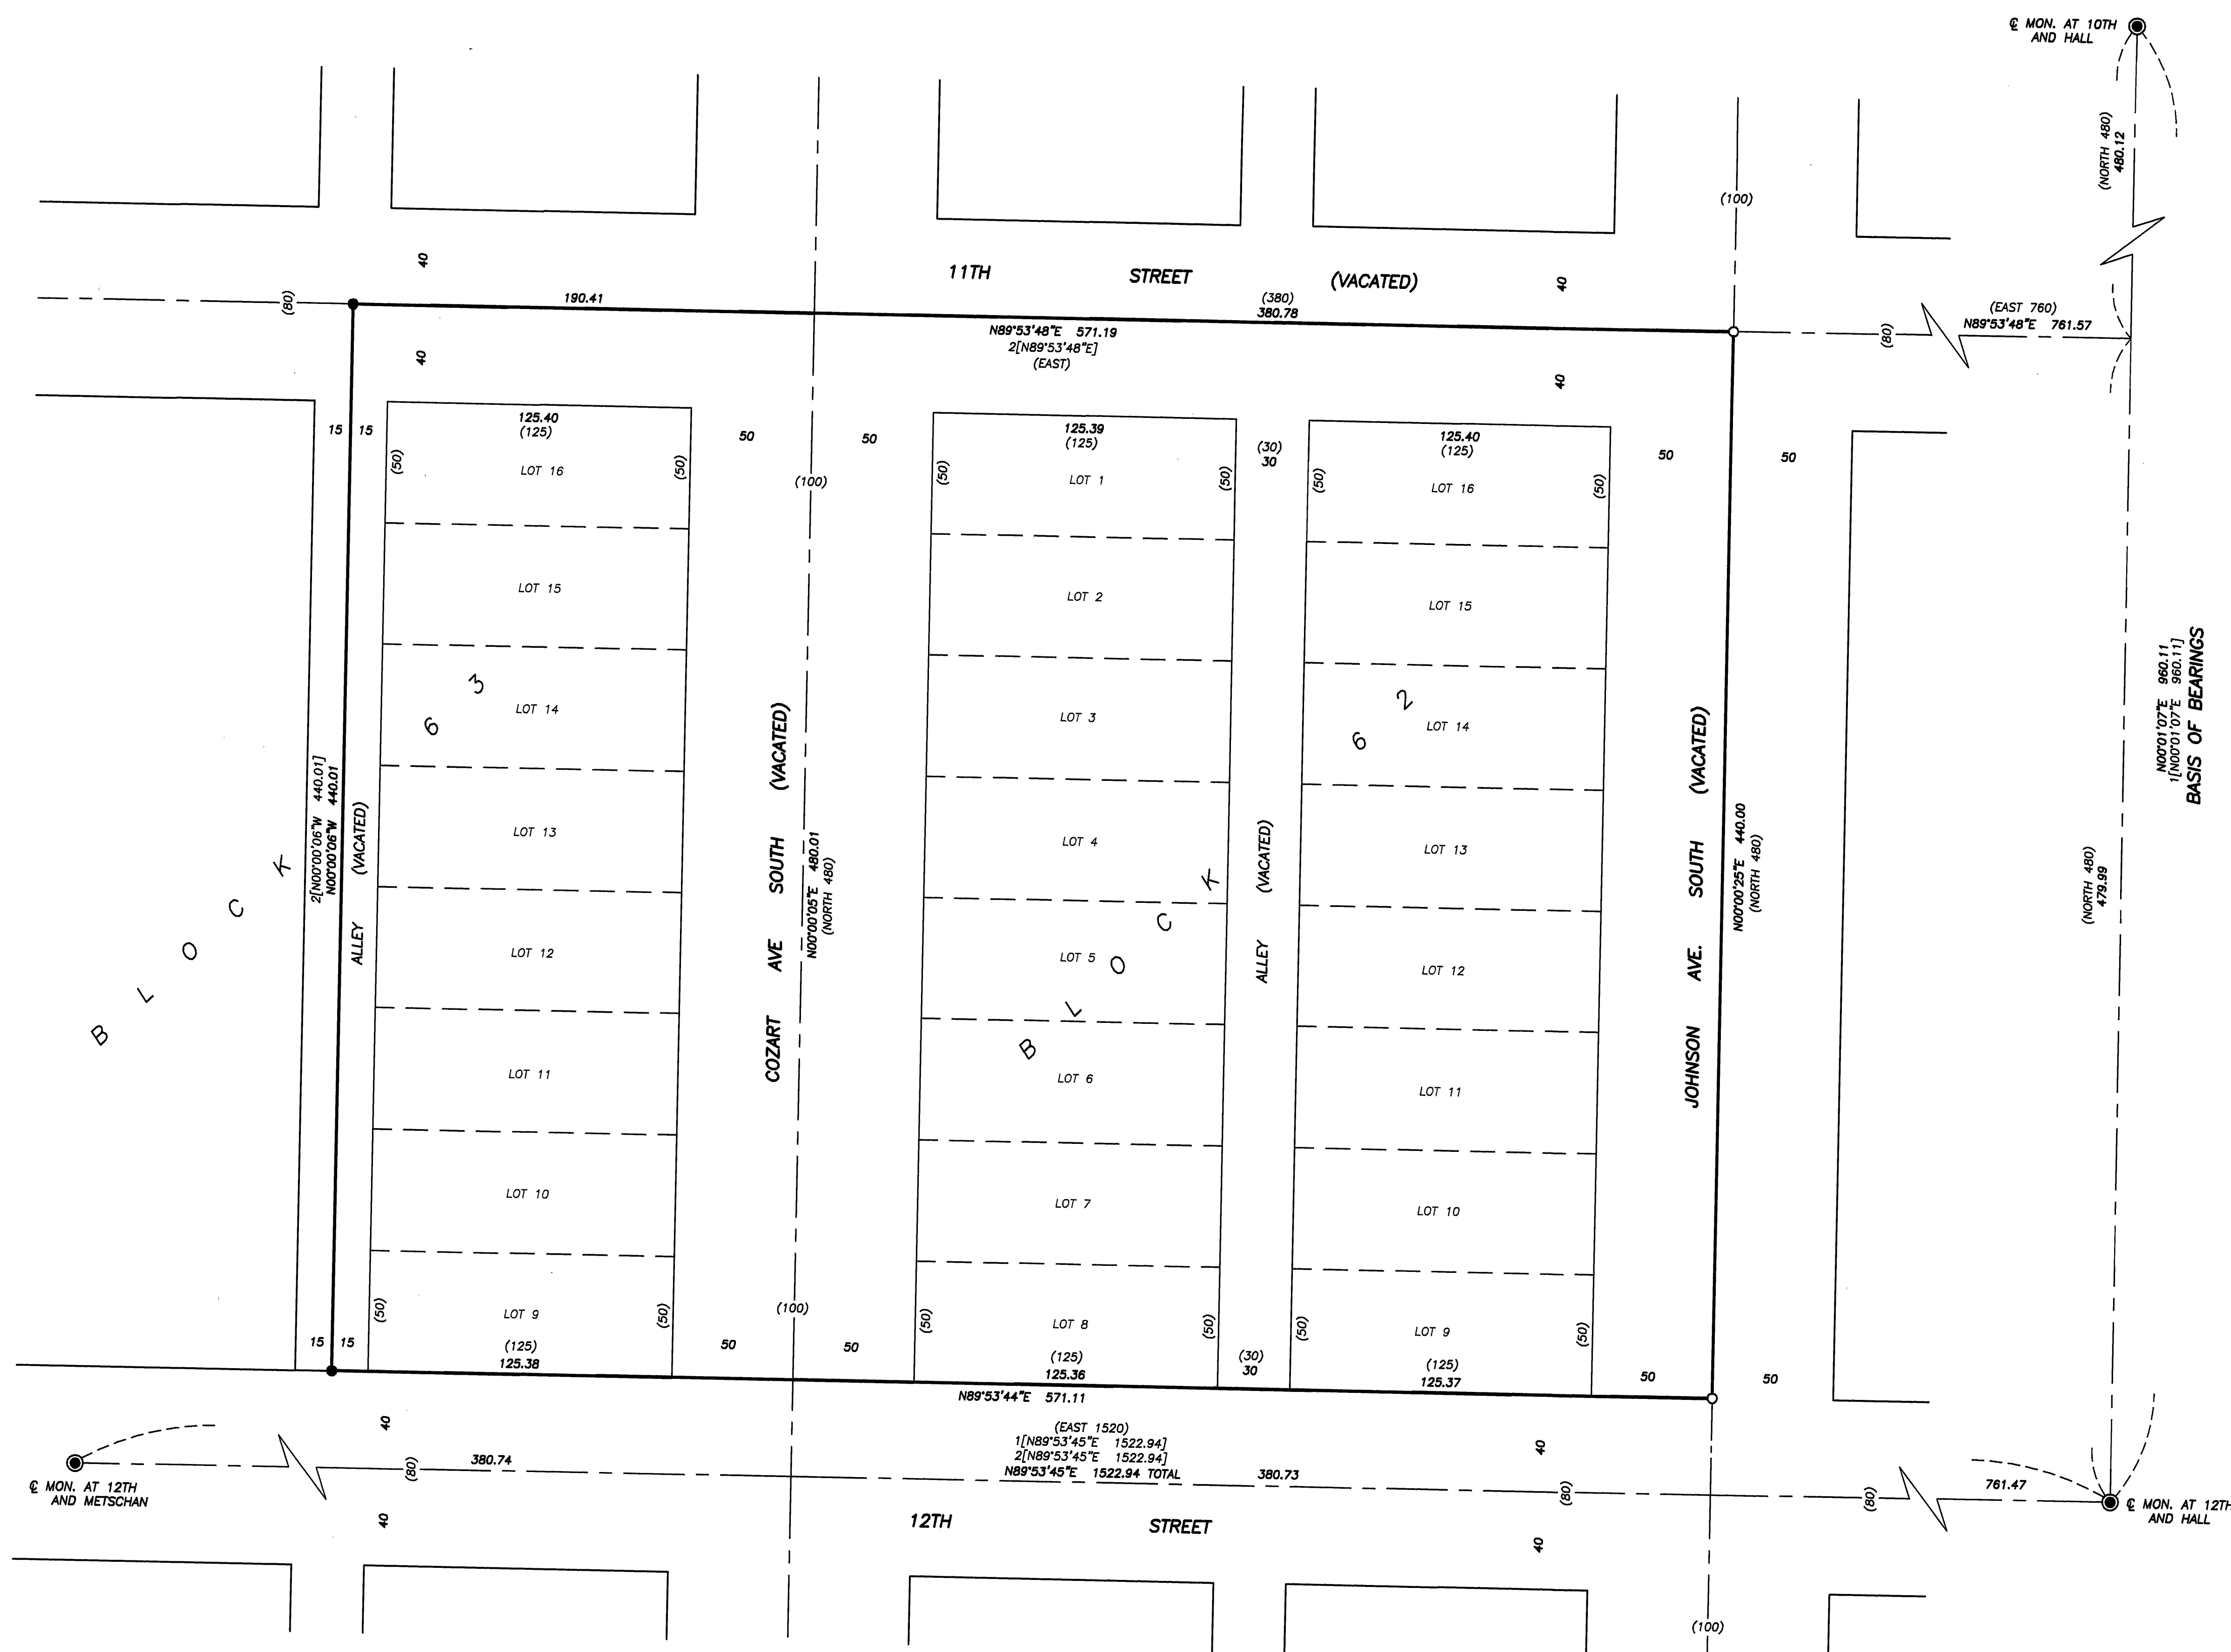 ℄ MON. AT 10TH
AND HALL
(NORTH 480)
480.12
(100)
40
11TH STREET (VACATED)
40
(80)
190.41
(380)
380.78
N89°53'48"E 571.19
2[N89°53'48"E]
(EAST)
(80)
(EAST 760)
N89°53'48"E 761.57
40
40
15
15
125.40
(125)
(50)
(50)
LOT 16
50
50
(100)
125.39
(125)
(50)
(50)
LOT 1
(30)
30
125.40
(125)
(50)
(50)
LOT 16
50
50
LOT 15
LOT 2
LOT 15
LOT 14
LOT 3
LOT 14
LOT 13
LOT 4
LOT 13
LOT 12
LOT 5
LOT 12
LOT 11
LOT 6
LOT 11
LOT 10
LOT 7
LOT 10
BLOCK 63
BLOCK 62
2[N00°00'06"W 440.01]
N00°00'06"W 440.01
ALLEY (VACATED)
COZART AVE SOUTH (VACATED)
N00°00'05"E 480.01
(NORTH 480)
ALLEY (VACATED)
JOHNSON AVE. SOUTH (VACATED)
N00°00'25"E 440.00
(NORTH 480)
(NORTH 480)
479.99
N00°01'07"E 960.11
1[N00°01'07"E 960.11]
BASIS OF BEARINGS
15
15
(50)
(50)
LOT 9
(125)
125.38
50
(100)
50
(50)
(50)
LOT 8
(125)
125.36
(30)
30
(50)
(50)
LOT 9
(125)
125.37
50
50
N89°53'44"E 571.11
40
(EAST 1520)
1[N89°53'45"E 1522.94]
2[N89°53'45"E 1522.94]
N89°53'45"E 1522.94 TOTAL
40
380.74
380.73
(80)
(80)
(80)
761.47
℄ MON. AT 12TH
AND METSCHAN
℄ MON. AT 12TH
AND HALL
40
12TH STREET
40
(100)